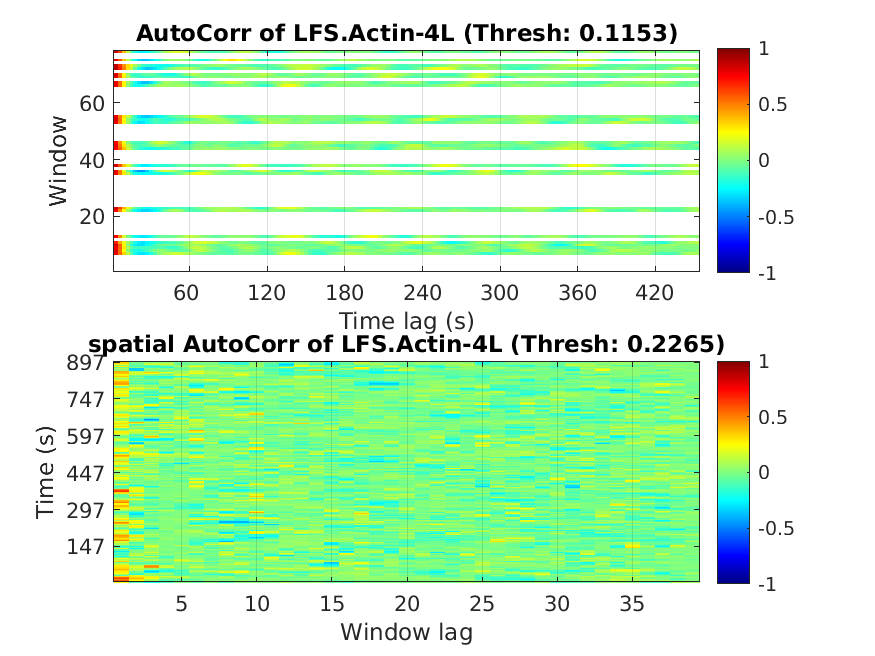 AutoCorr of LFS.Actin-4L (Thresh: 0.1153)
1
0.5
0
-0.5
-1
60
40
20
Window
60 120 180 240 300 360 420
Time lag (s)
spatial AutoCorr of LFS.Actin-4L (Thresh: 0.2265)
1
0.5
0
-0.5
-1
897
747
597
447
297
147
Time (s)
5 10 15 20 25 30 35
Window lag